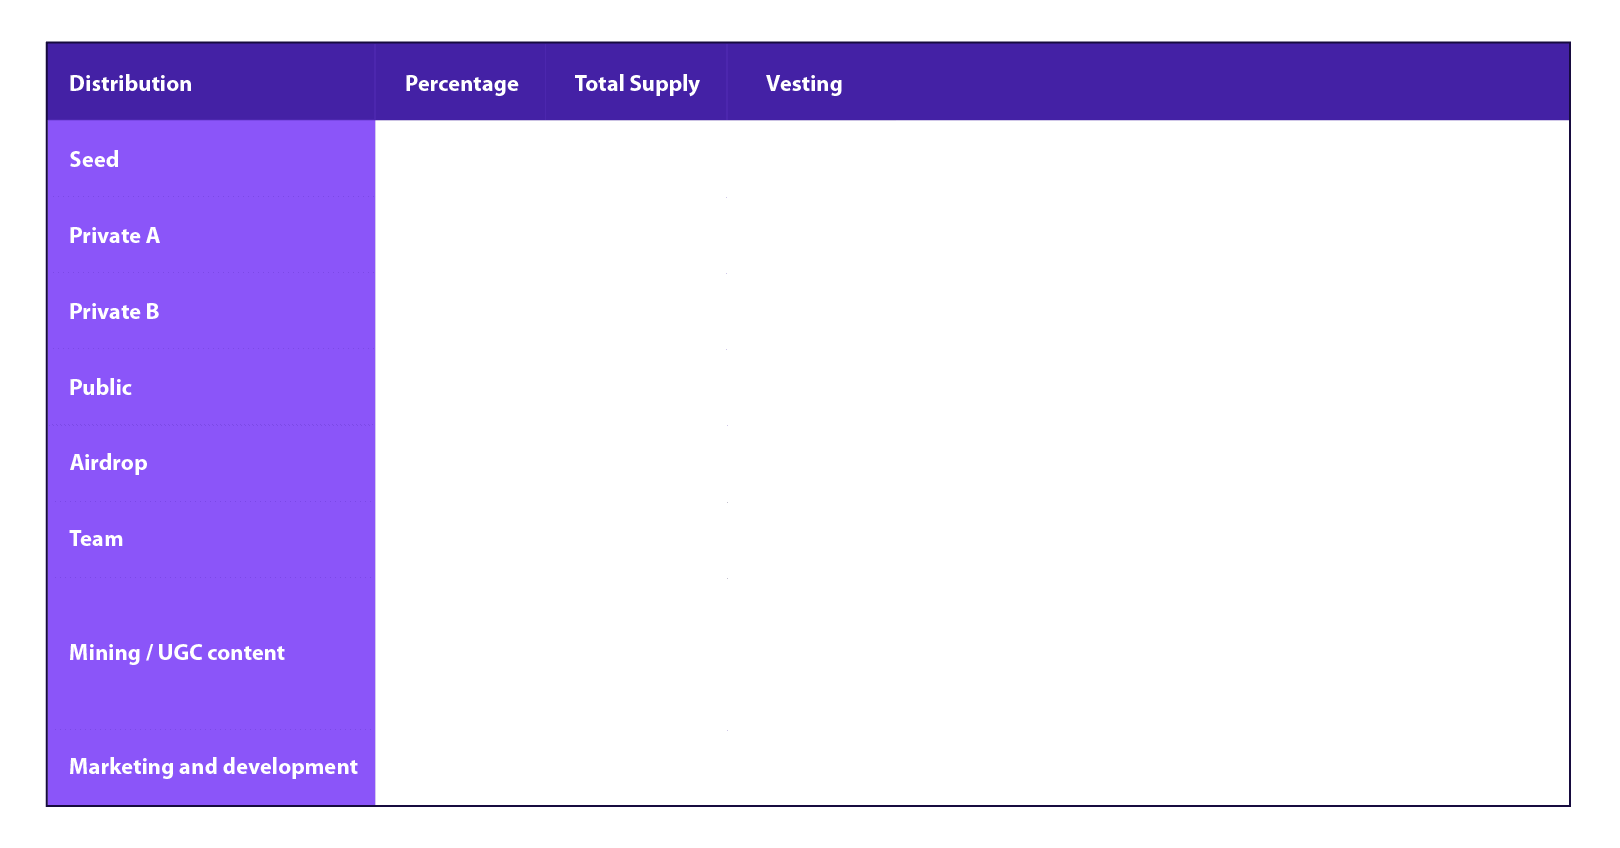 Distribution Percentage Total Supply Vesting
Seed
Private A
Private B
Public
Airdrop
Team
Mining / UGC content
Marketing and development